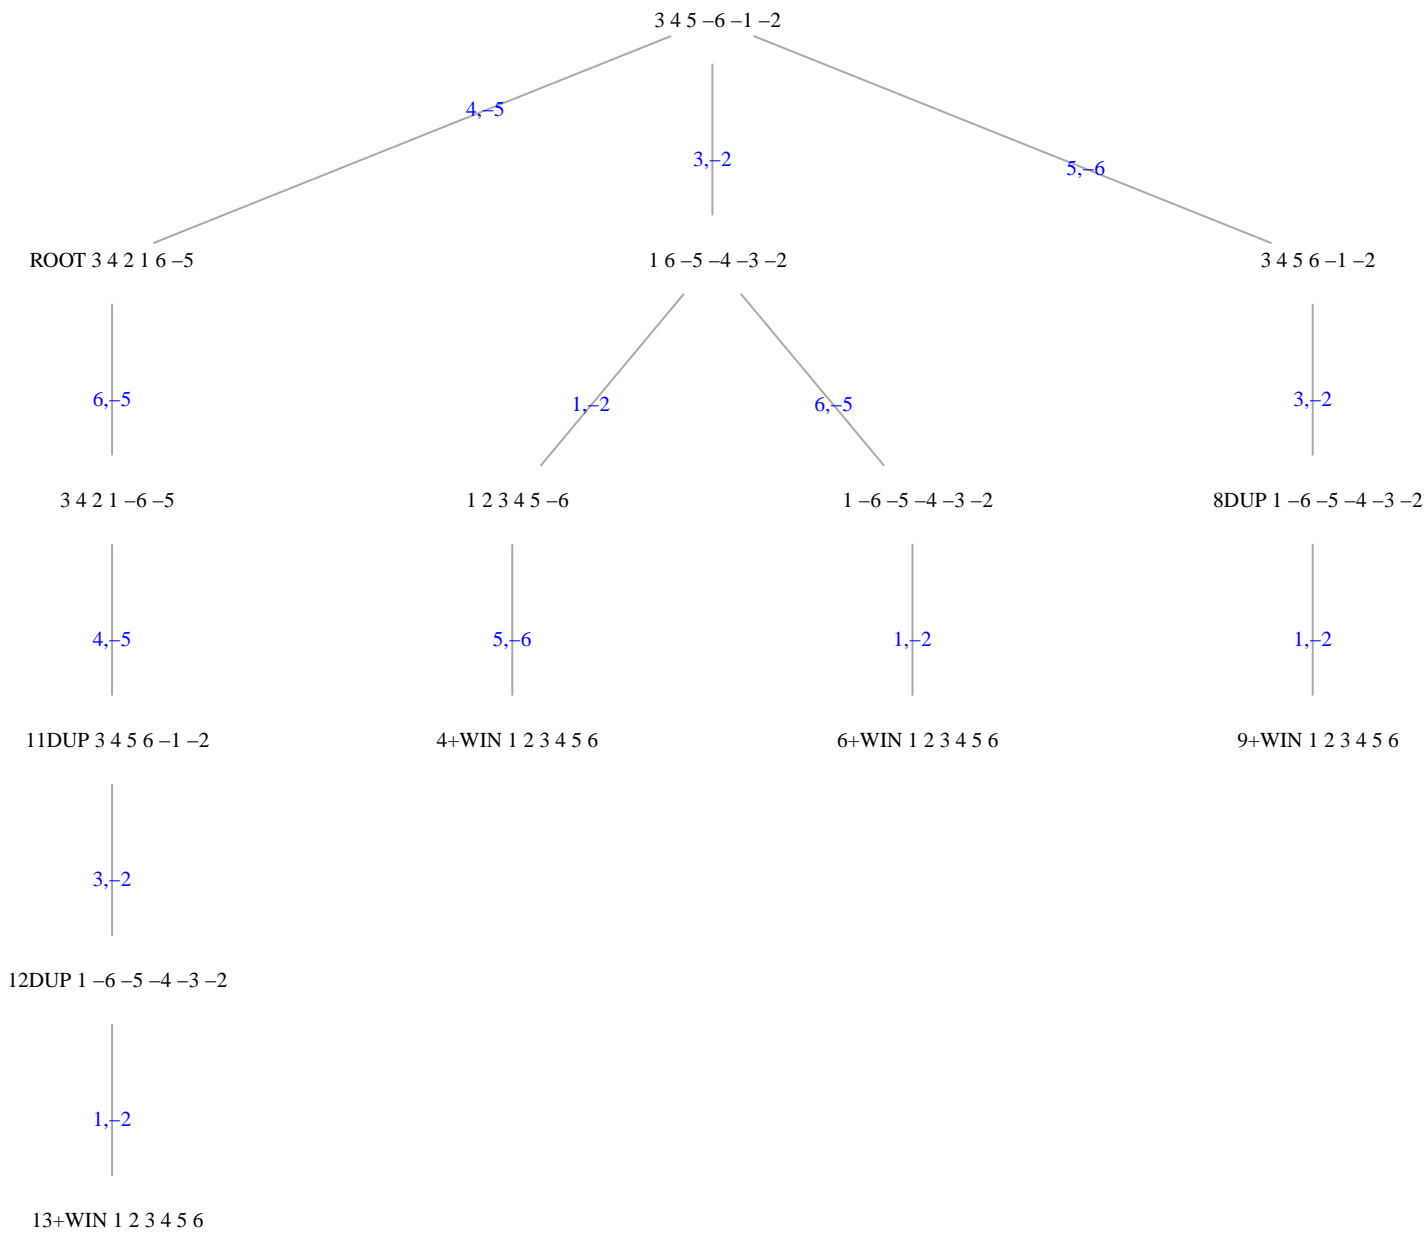 3 4 5 –6 –1 –2
4,–5
3,–2
5,–6
ROOT 3 4 2 1 6 –5
1 6 –5 –4 –3 –2
3 4 5 6 –1 –2
6,–5
1,–2
6,–5
3,–2
3 4 2 1 –6 –5
1 2 3 4 5 –6
1 –6 –5 –4 –3 –2
8DUP 1 –6 –5 –4 –3 –2
4,–5
5,–6
1,–2
1,–2
11DUP 3 4 5 6 –1 –2
4+WIN 1 2 3 4 5 6
6+WIN 1 2 3 4 5 6
9+WIN 1 2 3 4 5 6
3,–2
12DUP 1 –6 –5 –4 –3 –2
1,–2
13+WIN 1 2 3 4 5 6